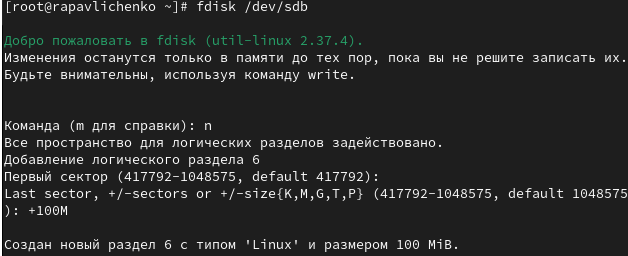 [root@rapavlichenko ~]# fdisk /dev/sdb
Добро пожаловать в fdisk (util-linux 2.37.4).
Изменения останутся только в памяти до тех пор, пока вы не решите записать их.
Будьте внимательны, используя команду write.
Команда (m для справки): n
Все пространство для логических разделов задействовано.
Добавление логического раздела 6
Первый сектор (417792-1048575, default 417792):
Last sector, +/-sectors or +/-size{K,M,G,T,P} (417792-1048575, default 1048575
): +100M
Создан новый раздел 6 с типом 'Linux' и размером 100 MiB.